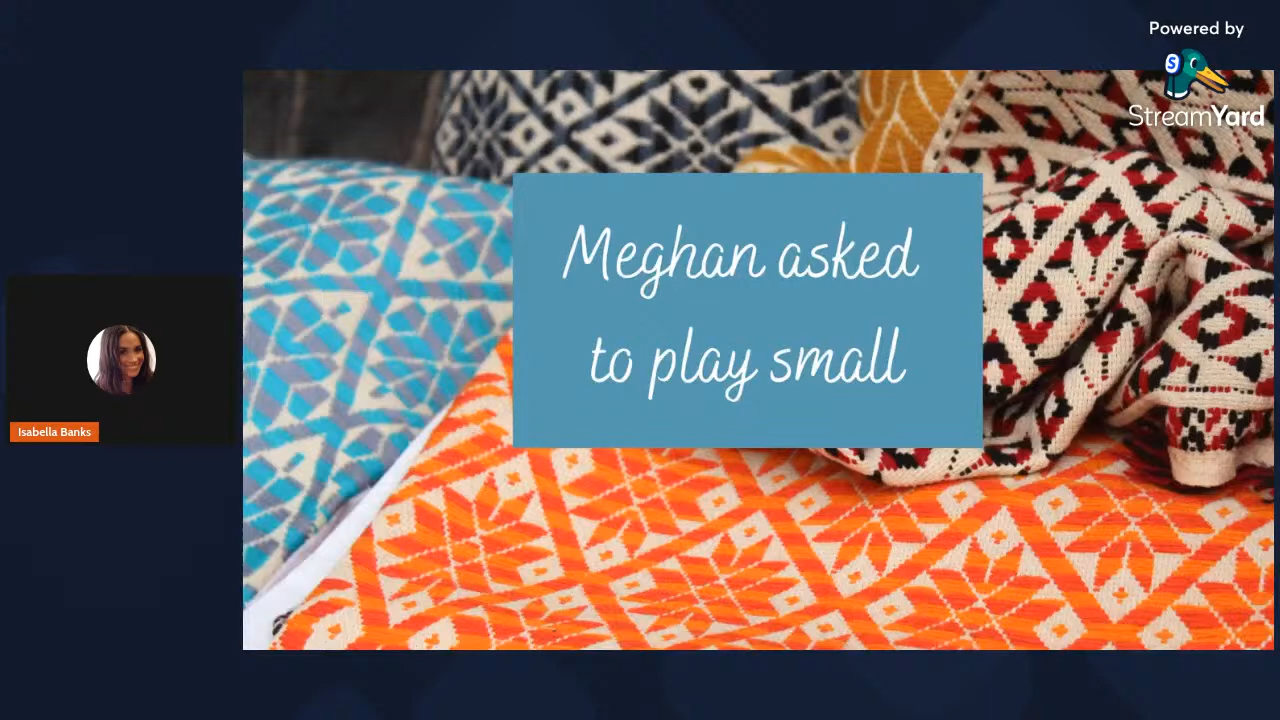 Powered by
S
StreamYard
Meghan asked
to play small
Isabella Banks